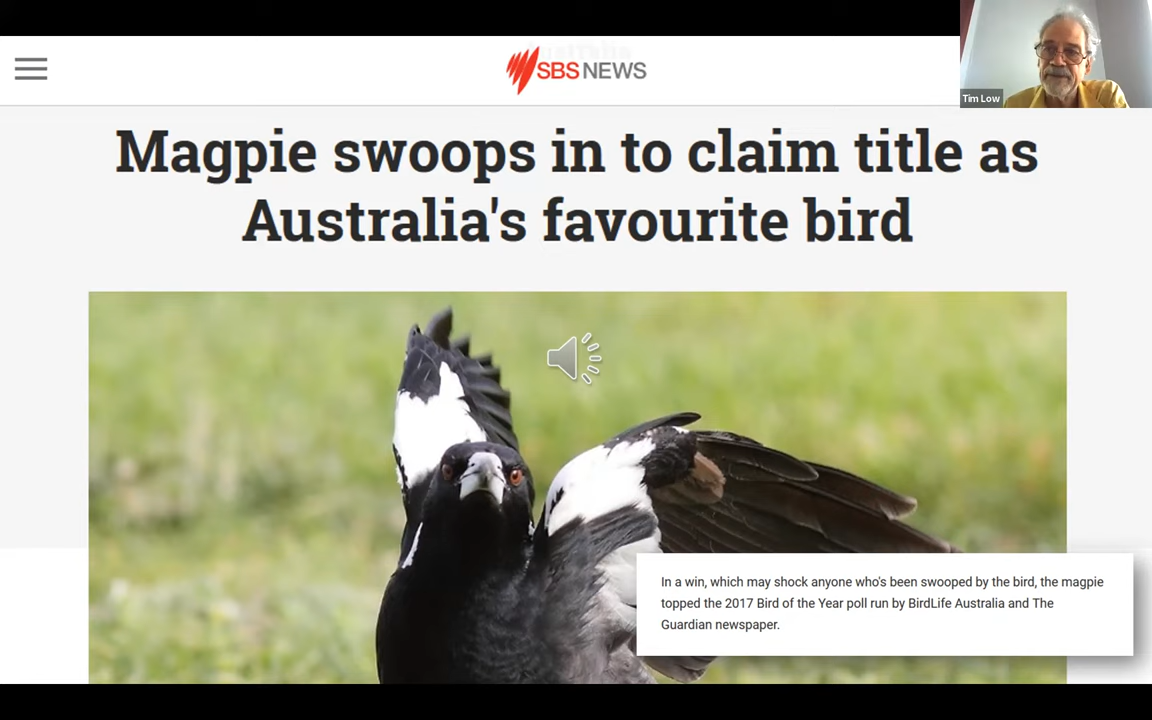 SBS NEWS
Tim Low
Magpie swoops in to claim title as
Australia's favourite bird
In a win, which may shock anyone who's been swooped by the bird, the magpie
topped the 2017 Bird of the Year poll run by BirdLife Australia and The
Guardian newspaper.